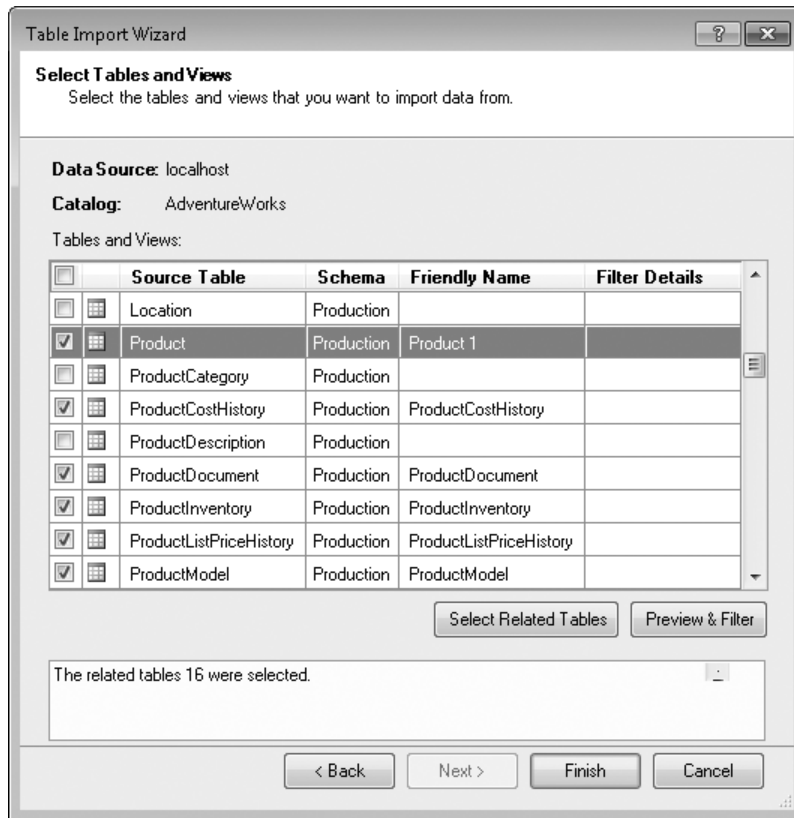 Table Import Wizard
Select Tables and Views
Select the tables and views that you want to import data from.
Data Source: localhost
Catalog: AdventureWorks
Tables and Views:
Source Table Schema Friendly Name Filter Details
Location Production
Product Production Product 1
ProductCategory Production
ProductCostHistory Production ProductCostHistory
ProductDescription Production
ProductDocument Production ProductDocument
ProductInventory Production ProductInventory
ProductListPriceHistory Production ProductListPriceHistory
ProductModel Production ProductModel
Select Related Tables Preview & Filter
The related tables 16 were selected.
< Back Next > Finish Cancel